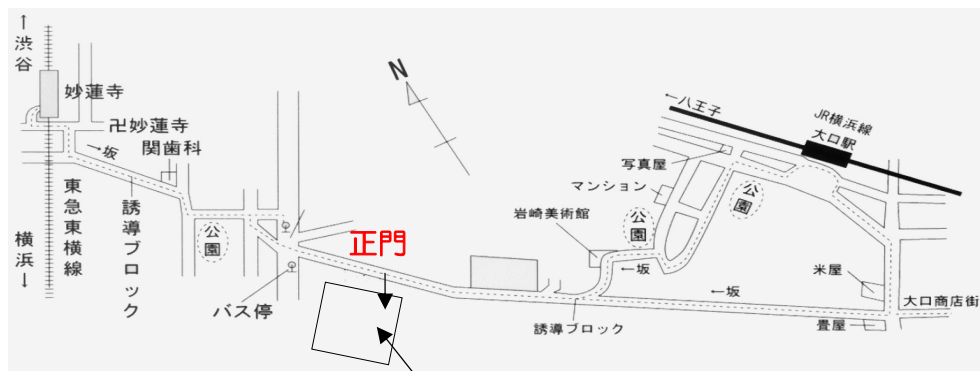 ↑
渋谷
妙蓮寺
卍妙蓮寺
→坂
関歯科
東急東横線
横浜
↓
誘導ブロック
公園
バス停
正門
N
←八王子
JR横浜線
大口駅
写真屋
マンション
公園
公園
岩崎美術館
←坂
←坂
誘導ブロック
米屋
大口商店街
畳屋